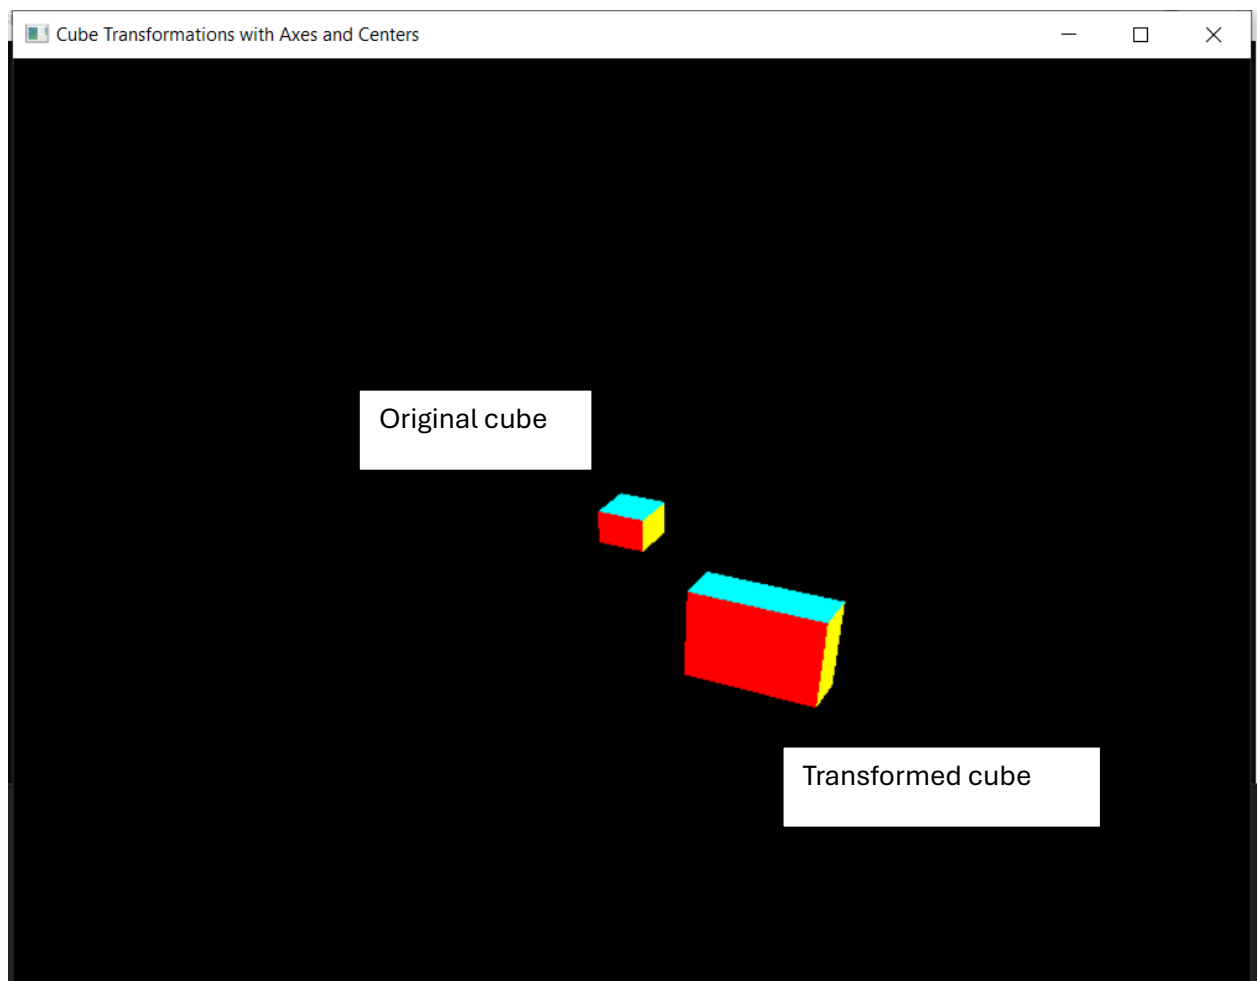 Cube Transformations with Axes and Centers
Original cube
Transformed cube